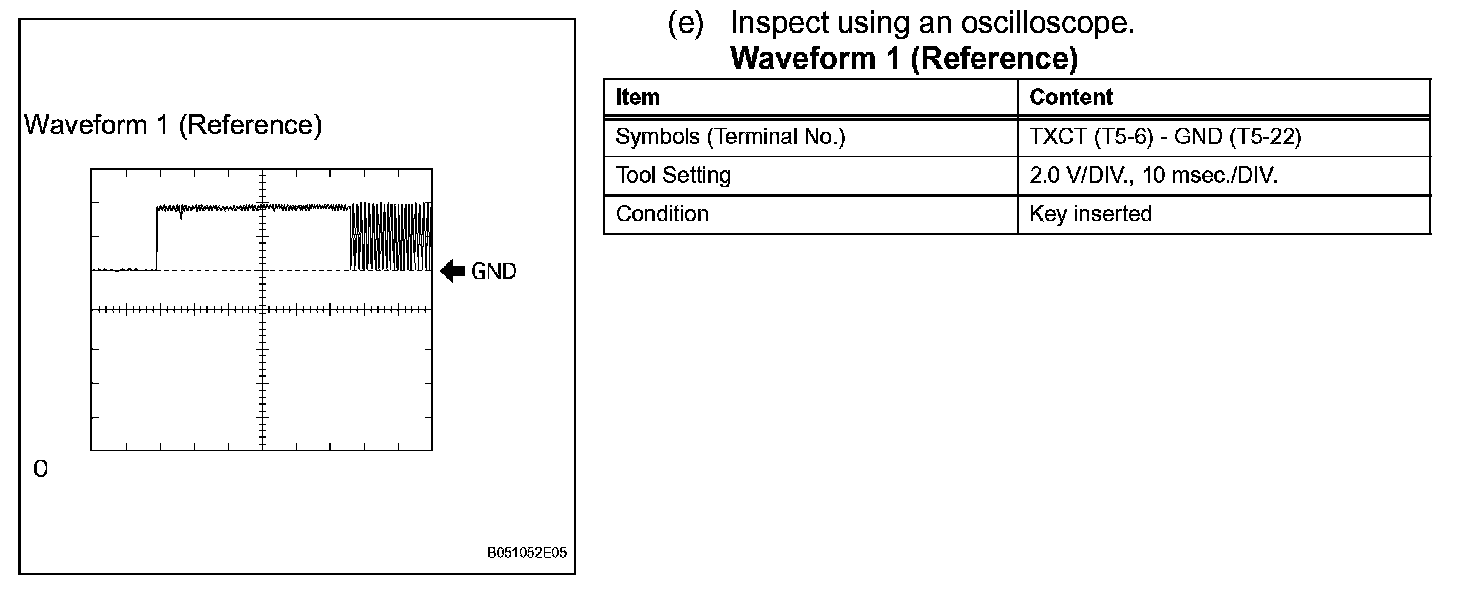 (e) Inspect using an oscilloscope.
Waveform 1 (Reference)
Item Content
Symbols (Terminal No.) TXCT (T5-6) - GND (T5-22)
Tool Setting 2.0 V/DIV., 10 msec./DIV.
Condition Key inserted
Waveform 1 (Reference)
GND
O
B051052E05